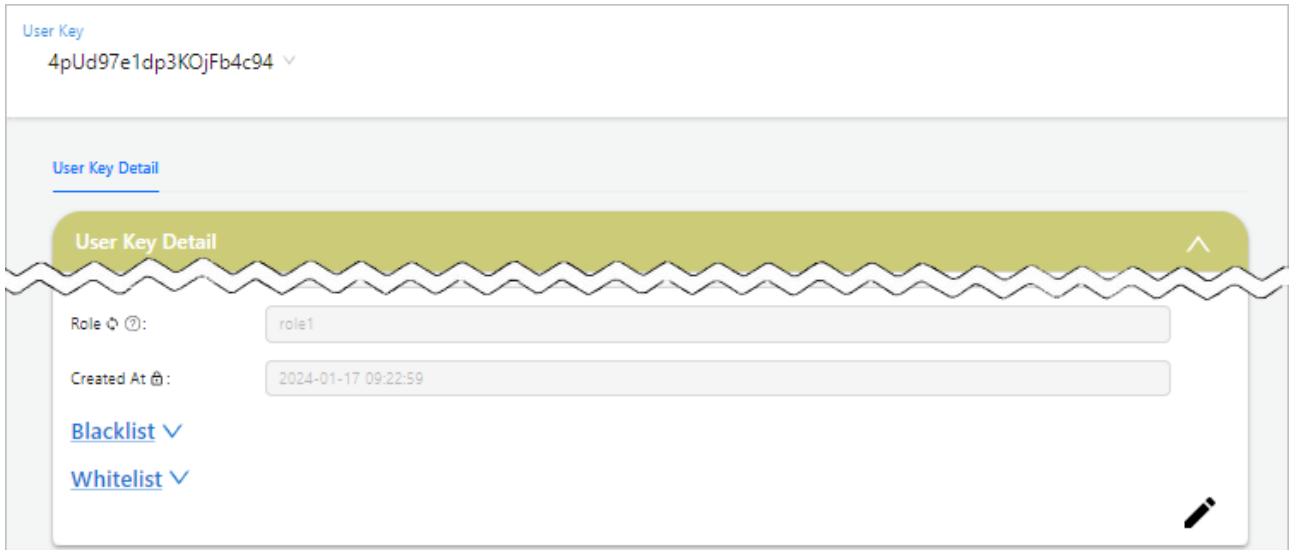 User Key
4pUd97e1dp3KOjFb4c94
User Key Detail
User Key Detail
Role :
role1
Created At :
2024-01-17 09:22:59
Blacklist
Whitelist